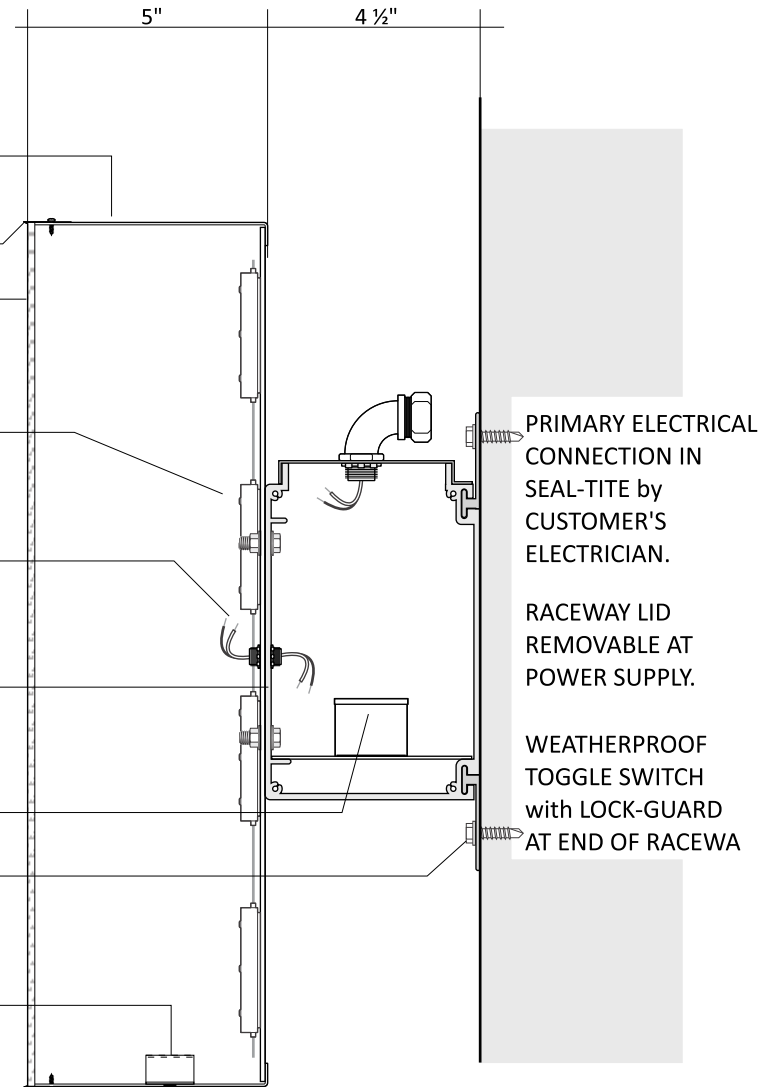 5" 4 ½"
PRIMARY ELECTRICAL
CONNECTION IN
SEAL-TITE by
CUSTOMER'S
ELECTRICIAN.
RACEWAY LID
REMOVABLE AT
POWER SUPPLY.
WEATHERPROOF
TOGGLE SWITCH
with LOCK-GUARD
AT END OF RACEWA